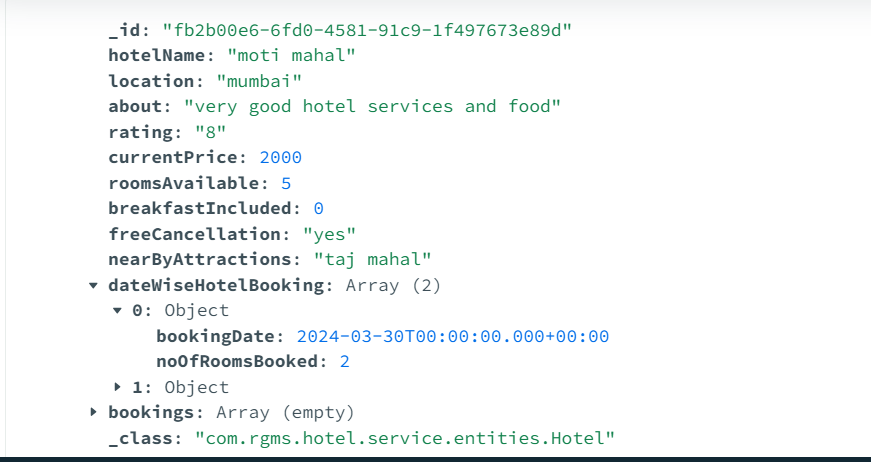 _id: "fb2b00e6-6fd0-4581-91c9-1f497673e89d"
hotelName: "moti mahal"
location: "mumbai"
about: "very good hotel services and food"
rating: "8"
currentPrice: 2000
roomsAvailable: 5
breakfastIncluded: 0
freeCancellation: "yes"
nearByAttractions: "taj mahal"
dateWiseHotelBooking: Array (2)
0: Object
bookingDate: 2024-03-30T00:00:00.000+00:00
noOfRoomsBooked: 2
1: Object
bookings: Array (empty)
_class: "com.rgms.hotel.service.entities.Hotel"